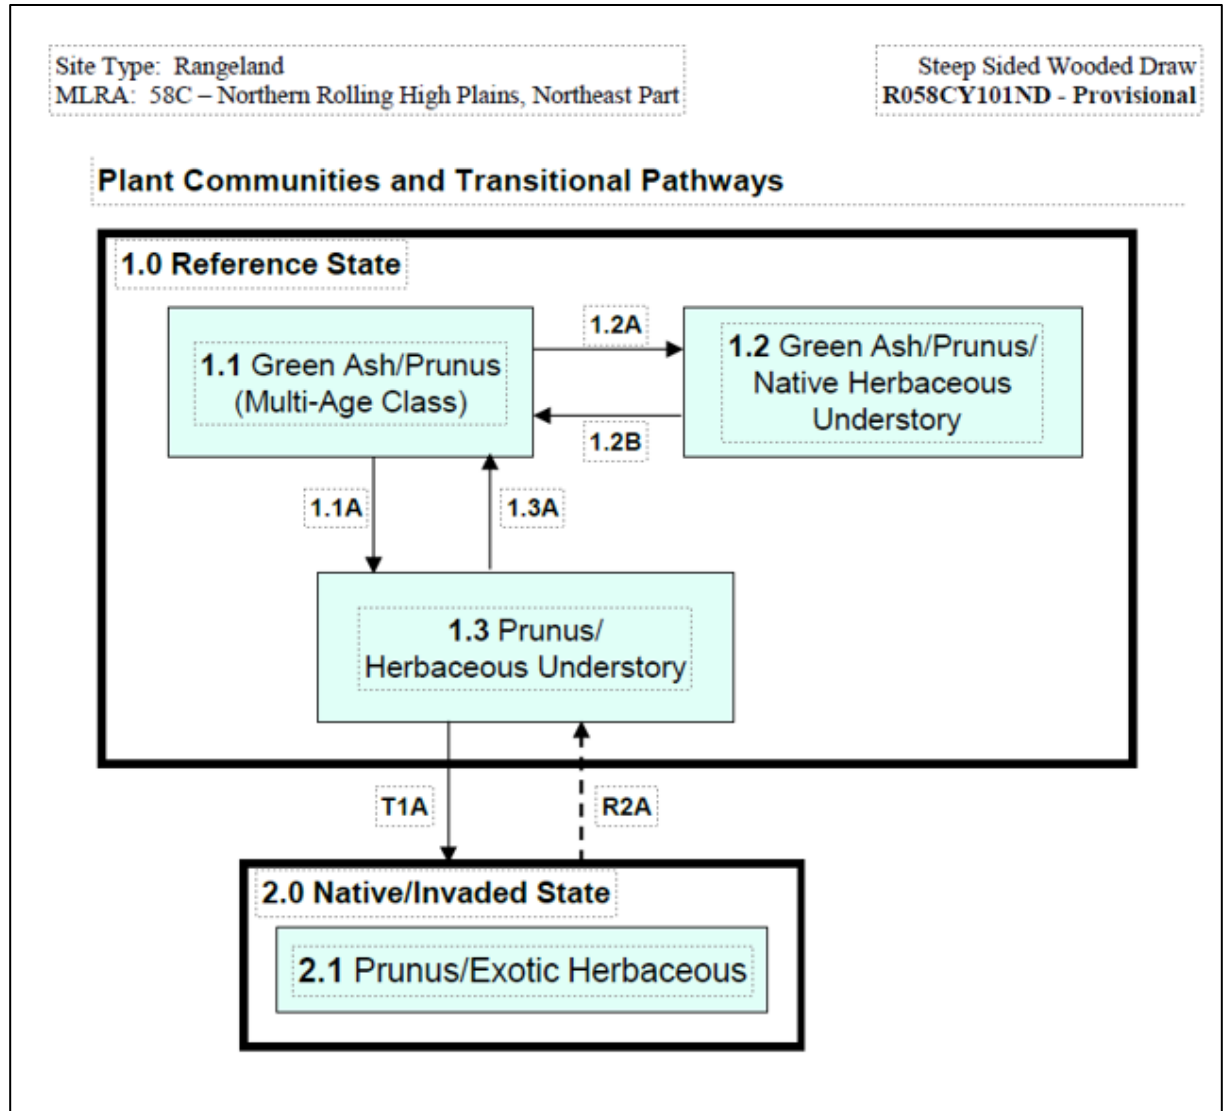 Site Type: Rangeland
MLRA: 58C – Northern Rolling High Plains, Northeast Part
Steep Sided Wooded Draw
R058CY101ND - Provisional
Plant Communities and Transitional Pathways
1.0 Reference State
1.1 Green Ash/Prunus
(Multi-Age Class)
1.2A
1.2B
1.2 Green Ash/Prunus/
Native Herbaceous
Understory
1.1A
1.3A
1.3 Prunus/
Herbaceous Understory
T1A
R2A
2.0 Native/Invaded State
2.1 Prunus/Exotic Herbaceous